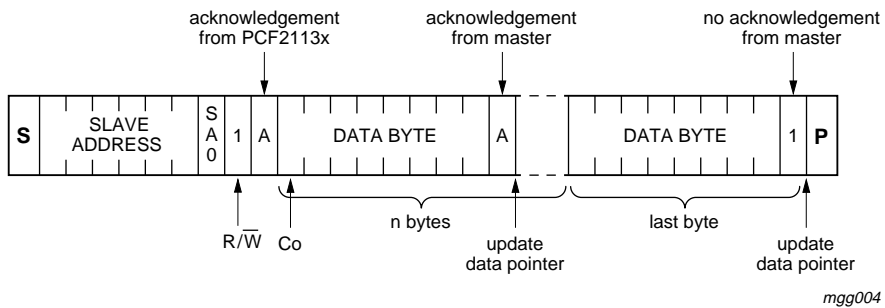 acknowledgement
from PCF2113x
acknowledgement
from master
no acknowledgement
from master
S
SLAVE
ADDRESS
S
A
0
1
A
DATA BYTE
A
DATA BYTE
1
P
n bytes
last byte
R/W̅
Co
update
data pointer
update
data pointer
mgg004